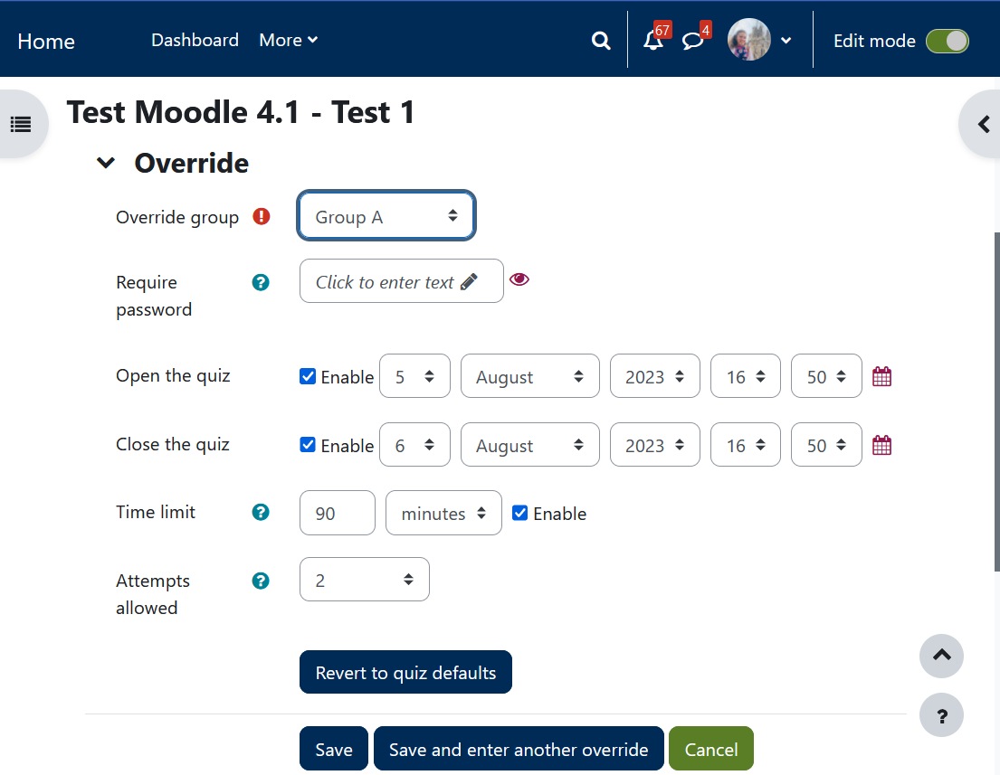 Home Dashboard More 67 4 Edit mode
Test Moodle 4.1 - Test 1
Override
Override group ! Group A
Require password ? Click to enter text
Open the quiz Enable 5 August 2023 16 50
Close the quiz Enable 6 August 2023 16 50
Time limit ? 90 minutes Enable
Attempts allowed ? 2
Revert to quiz defaults
?
Save Save and enter another override Cancel